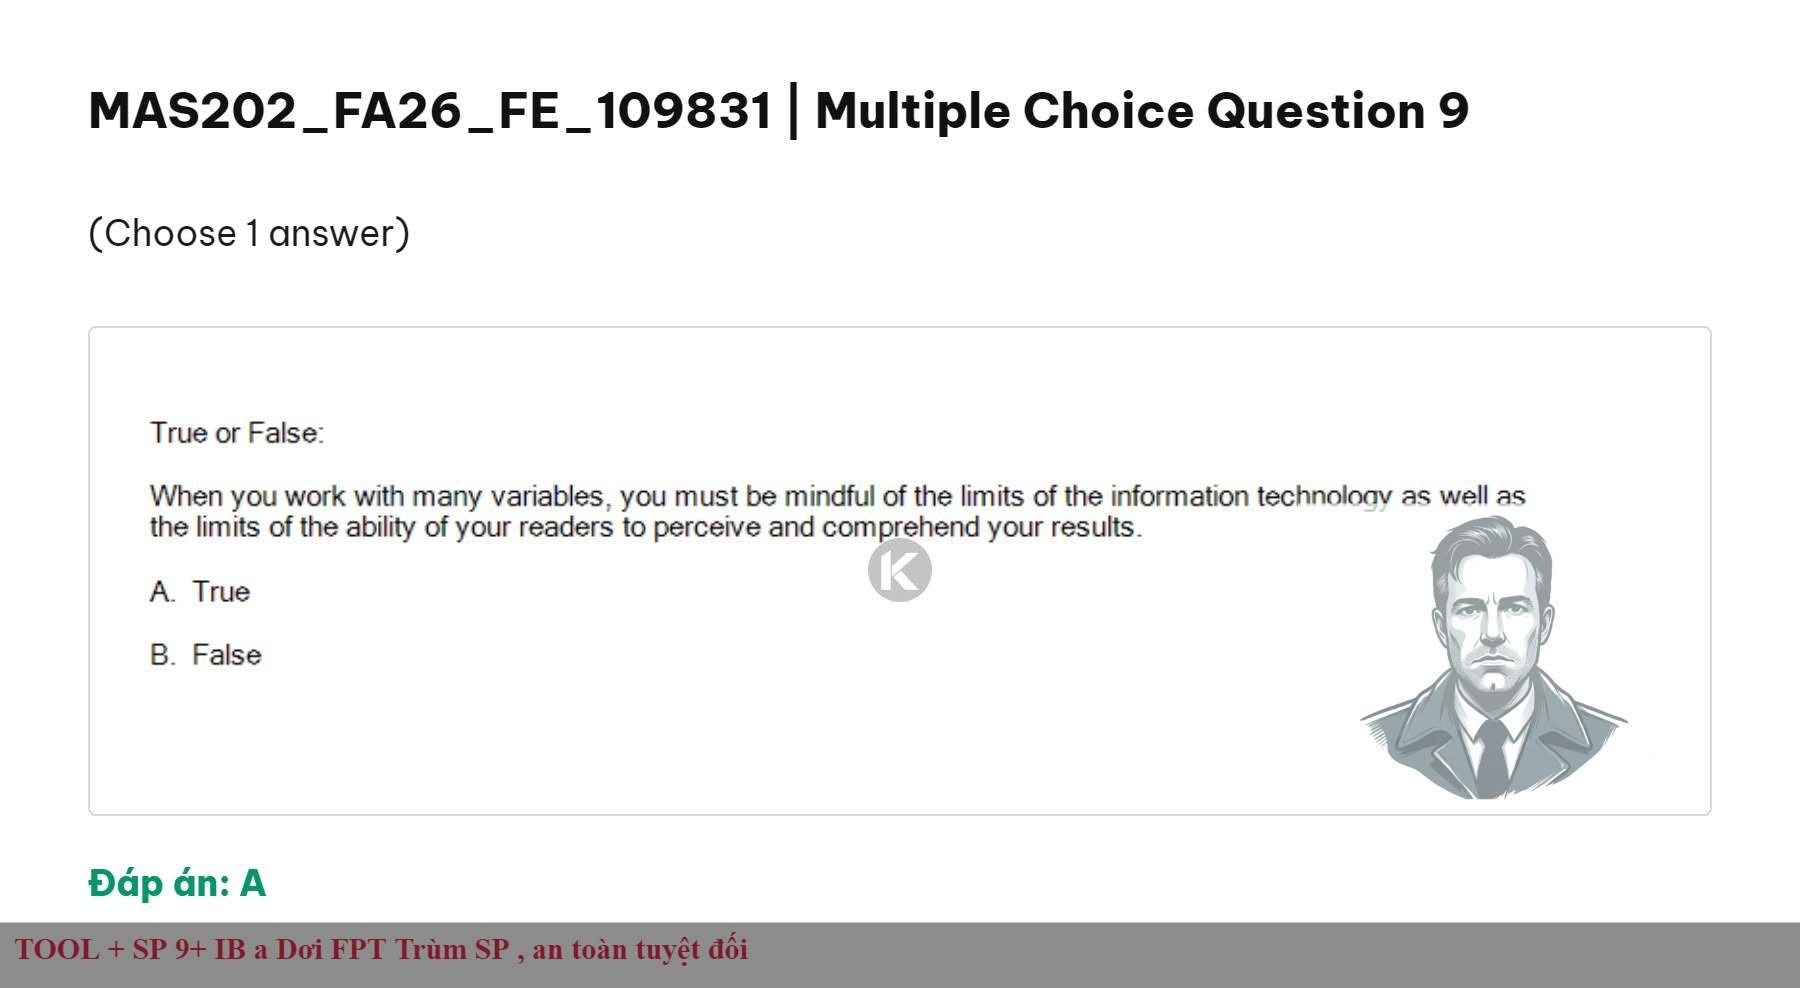 MAS202_FA26_FE_109831 | Multiple Choice Question 9
(Choose 1 answer)
True or False:
When you work with many variables, you must be mindful of the limits of the information technology as well as
the limits of the ability of your readers to perceive and comprehend your results.
K
A. True
B. False
Đáp án: A
TOOL + SP 9+ IB a Dơi FPT Trùm SP , an toàn tuyệt đối